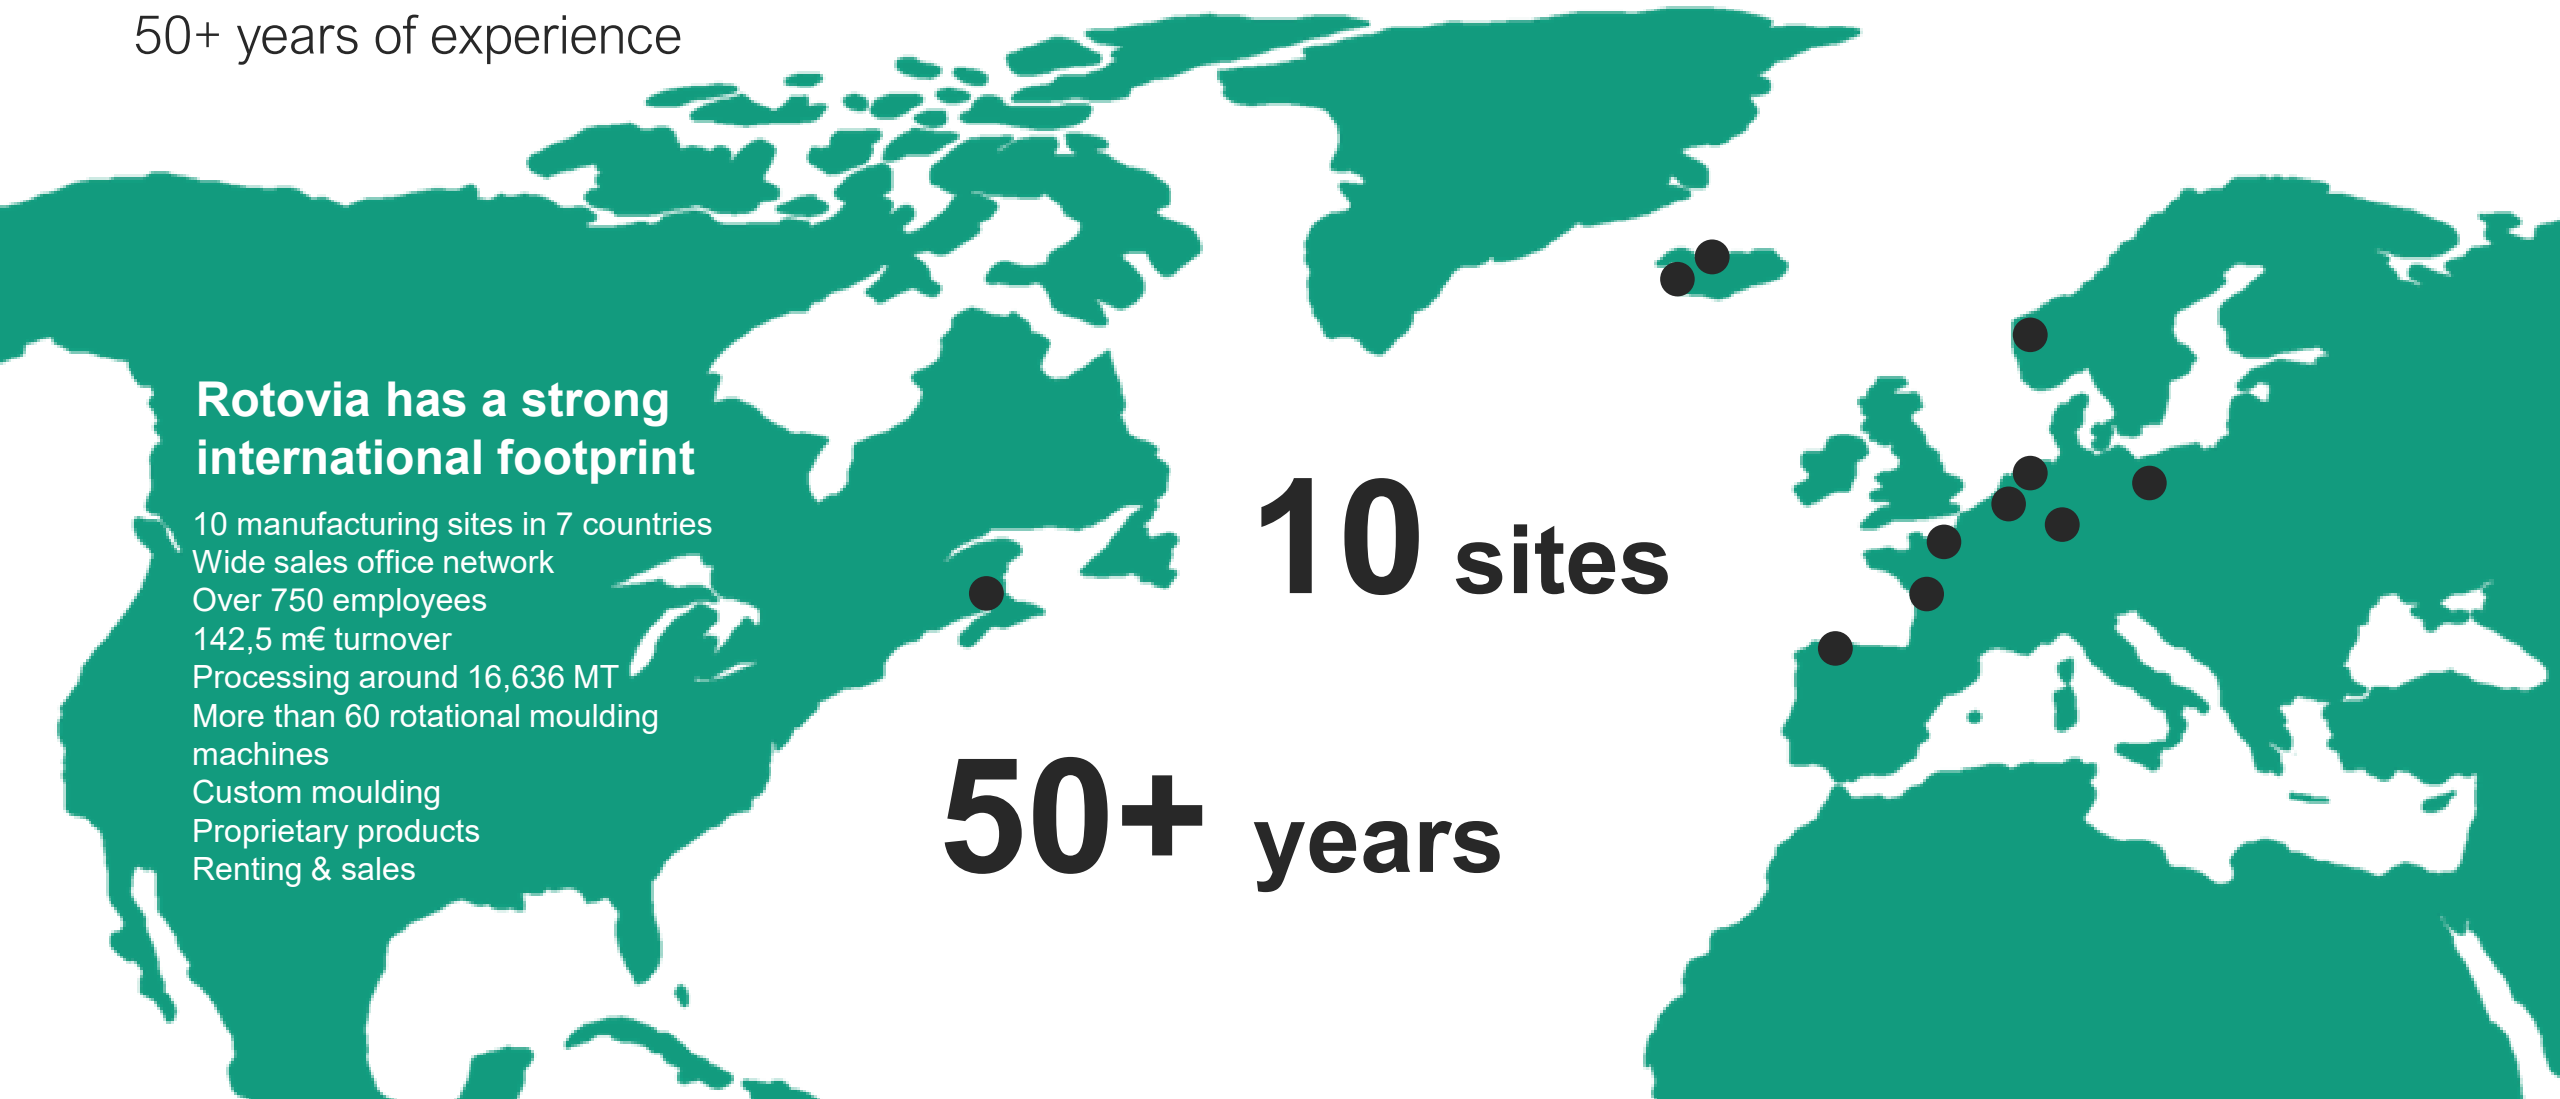 50+ years of experience
Rotovia has a strong
international footprint
10 manufacturing sites in 7 countries
Wide sales office network
Over 750 employees
142,5 m€ turnover
Processing around 16,636 MT
More than 60 rotational moulding
machines
Custom moulding
Proprietary products
Renting & sales
10 sites
50+ years